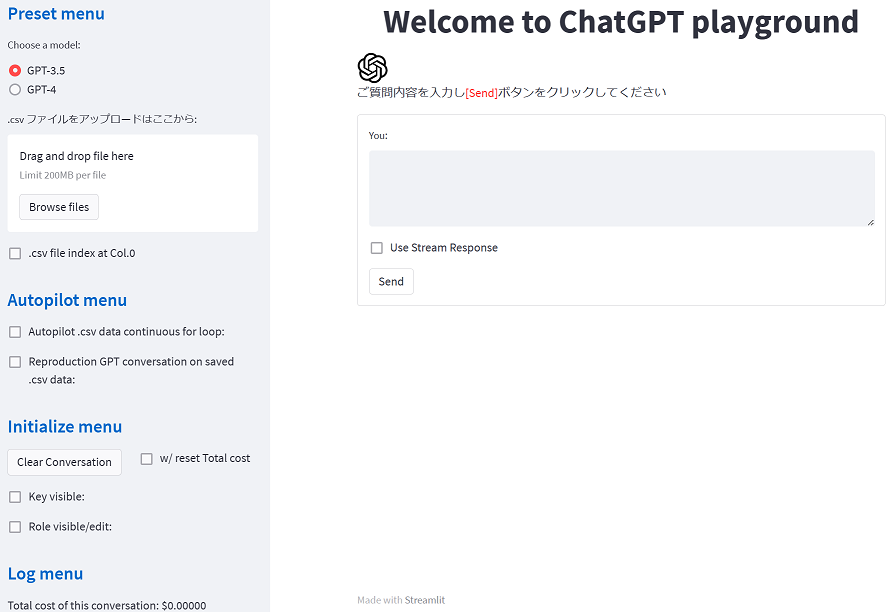 Preset menu
Choose a model:
GPT-3.5
GPT-4
.csv ファイルをアップロードはここから:
Drag and drop file here
Limit 200MB per file
Browse files
.csv file index at Col.0
Autopilot menu
Autopilot .csv data continuous for loop:
Reproduction GPT conversation on saved
.csv data:
Initialize menu
Clear Conversation
w/ reset Total cost
Key visible:
Role visible/edit:
Log menu
Total cost of this conversation: $0.00000
Welcome to ChatGPT playground
ご質問内容を入力し[Send]ボタンをクリックしてください
You:
Use Stream Response
Send
Made with Streamlit